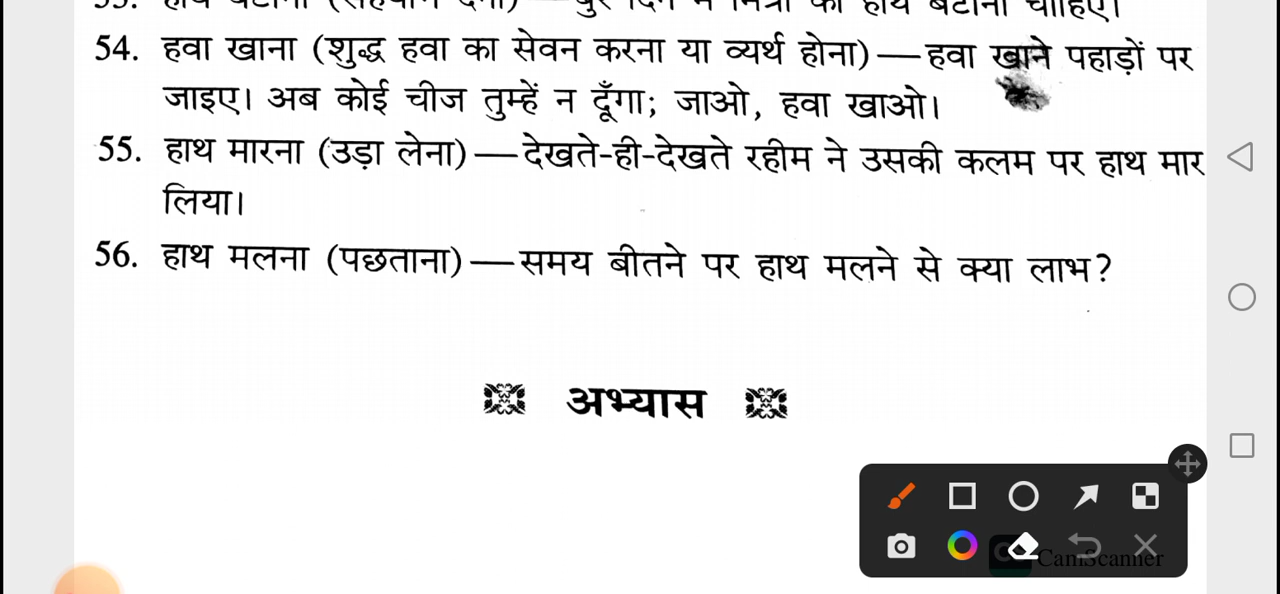 54. हवा खाना (शुद्ध हवा का सेवन करना या व्यर्थ होना)—हवा खाने पहाड़ों पर
जाइए। अब कोई चीज तुम्हें न दूँगा; जाओ, हवा खाओ।
55. हाथ मारना (उड़ा लेना)—देखते-ही-देखते रहीम ने उसकी कलम पर हाथ मार
लिया।
56. हाथ मलना (पछताना)—समय बीतने पर हाथ मलने से क्या लाभ?
अभ्यास
CamScanner